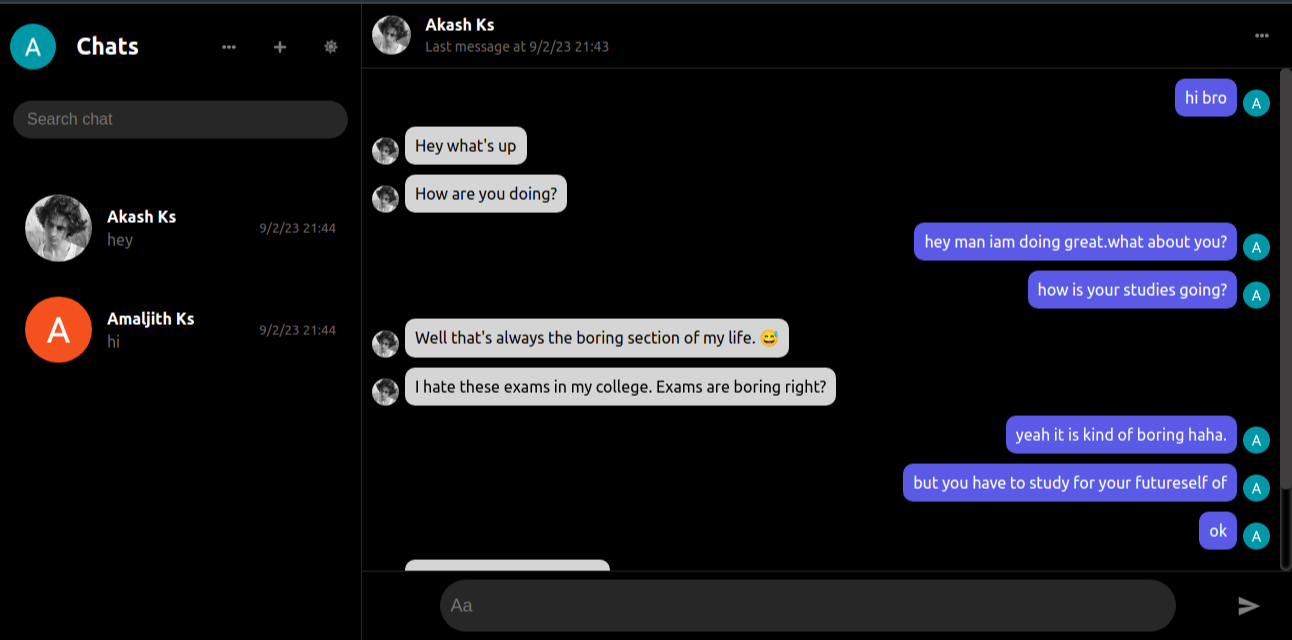 A
Chats
Search chat
Akash Ks
hey
9/2/23 21:44
A
Amaljith Ks
hi
9/2/23 21:44
Akash Ks
Last message at 9/2/23 21:43
hi bro
A
Hey what's up
How are you doing?
hey man iam doing great.what about you?
A
how is your studies going?
A
Well that's always the boring section of my life. 😅
I hate these exams in my college. Exams are boring right?
yeah it is kind of boring haha.
A
but you have to study for your futureself of
A
ok
A
Aa